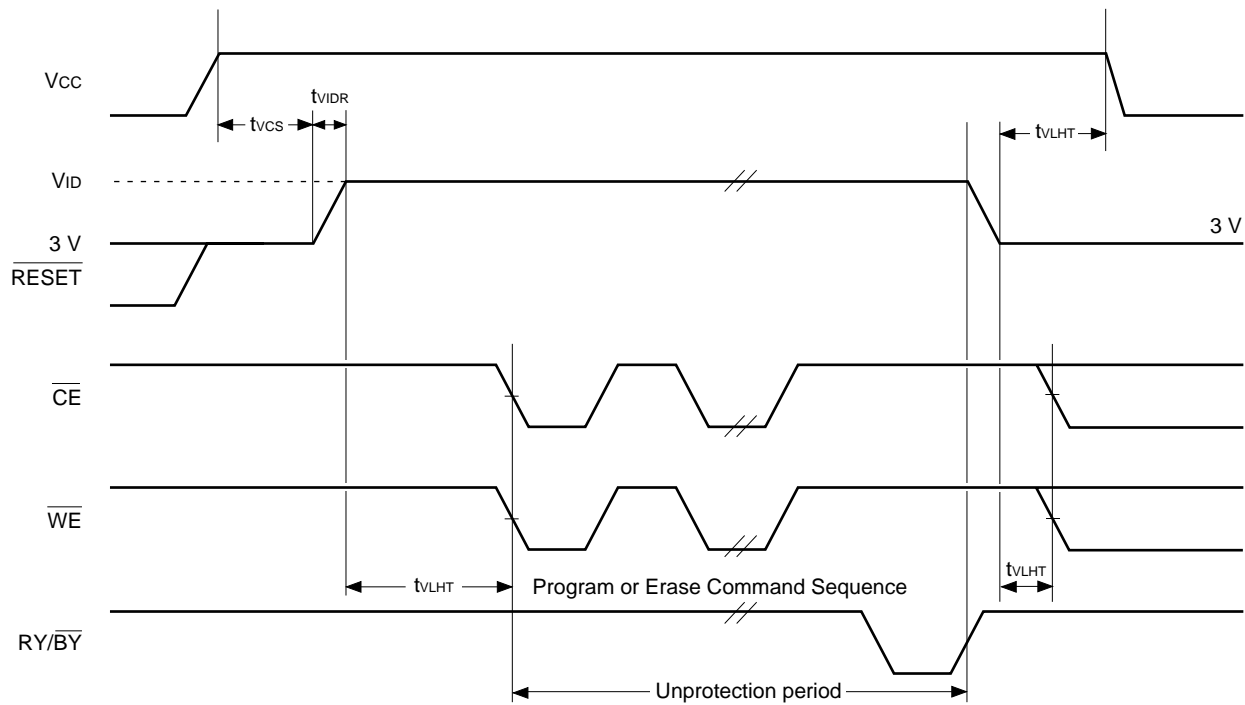 VCC
tVIDR
tVCS
tVLHT
VID
3 V
3 V
RESET
CE
WE
tVLHT
Program or Erase Command Sequence
tVLHT
RY/BY
Unprotection period